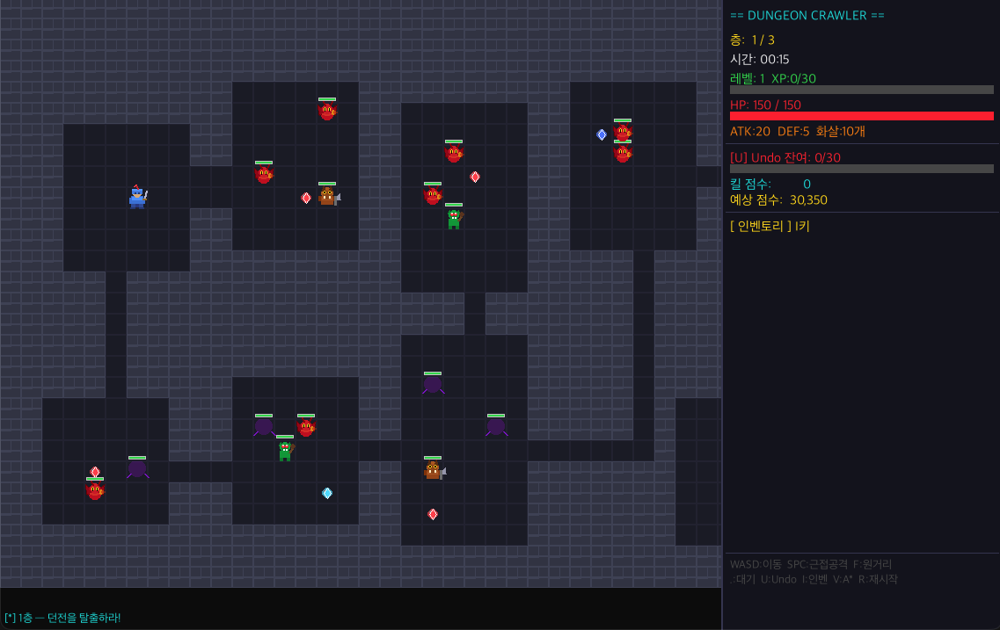 == DUNGEON CRAWLER ==
층: 1 / 3
시간: 00:15
레벨: 1 XP:0/30
HP: 150 / 150
ATK:20 DEF:5 화살:10개
[U] Undo 잔여: 0/30
킬 점수: 0
예상 점수: 30,350
[ 인벤토리 ] I키
WASD:이동 SPC:근접공격 F:원거리
.:대기 U:Undo I:인벤 V:A* R:재시작
[*] 1층 — 던전을 탈출하라!